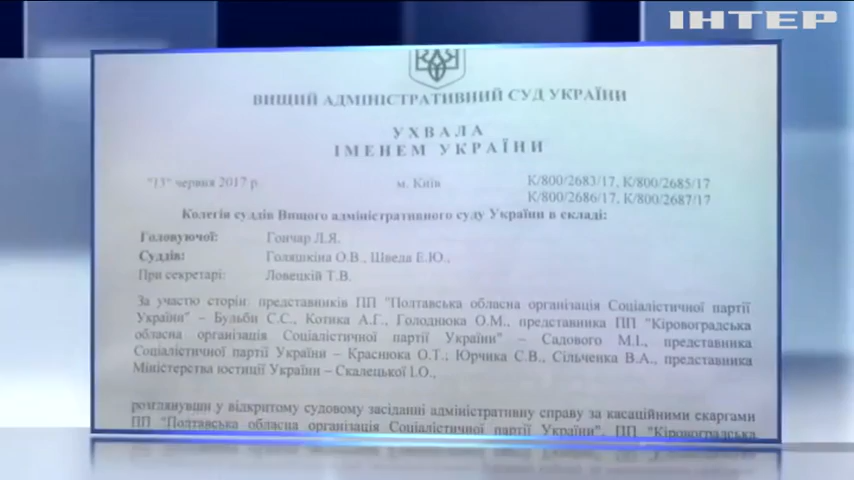 ІНТЕР
ВИЩИЙ АДМІНІСТРАТИВНИЙ СУД УКРАЇНИ
УХВАЛА
ІМЕНЕМ УКРАЇНИ
"13" червня 2017 р. м. Київ К/800/2683/17, К/800/2685/17
К/800/2686/17, К/800/2687/17
Колегія суддів Вищого адміністративного суду України в складі:
Головуючої: Гончар Л.Я.
Суддів: Голяшкіна О.В., Шведа Е.Ю.,
При секретарі: Ловецкій Т.В.
За участю сторін: представників ПП "Полтавська обласна організація Соціалістичної партії
України" – Бульби С.С., Котика А.Г., Голоднюка О.М., представника ПП "Кіровоградська
обласна організація Соціалістичної партії України" – Садового М.І., представника
Соціалістичної партії України – Краснюка О.Т.; Юрчика С.В., Сільченка В.А., представника
Міністерства юстиції України – Скалецької І.О.,
розглянувши у відкритому судовому засіданні адміністративну справу за касаційними скаргами
ПП "Полтавська обласна організація Соціалістичної партії України", ПП "Кіровоградська